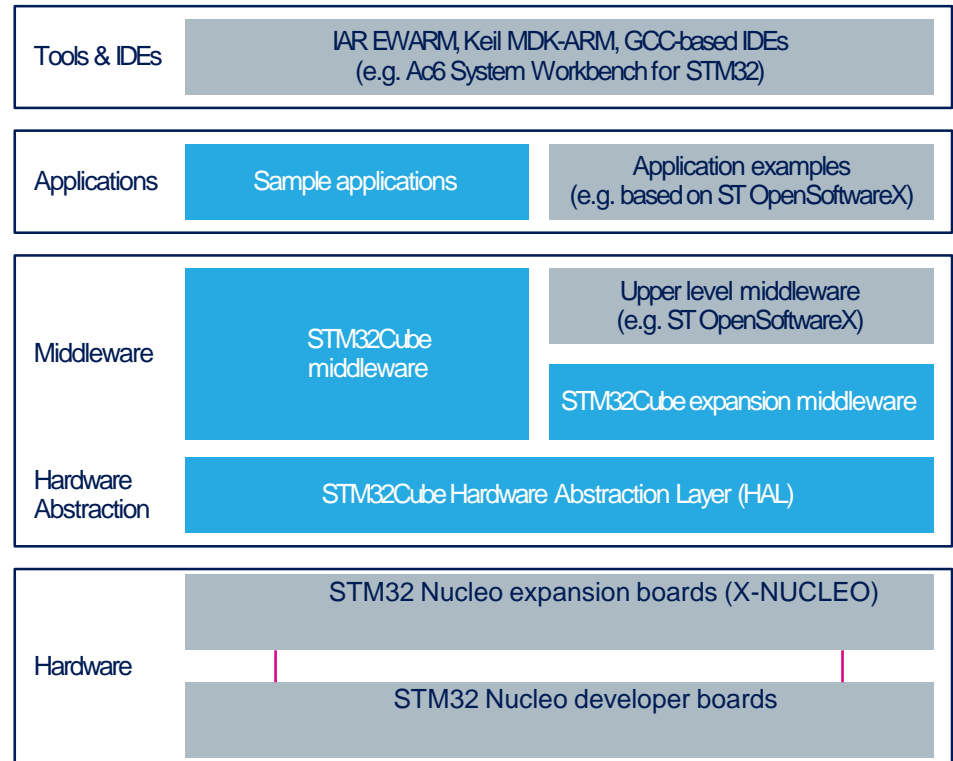 Tools & IDEs
IAR EWARM, Keil MDK-ARM, GCC-based IDEs
(e.g. Ac6 System Workbench for STM32)
Applications
Sample applications
Application examples
(e.g. based on ST OpenSoftwareX)
Middleware
STM32Cube
middleware
Upper level middleware
(e.g. ST OpenSoftwareX)
STM32Cube expansion middleware
Hardware
Abstraction
STM32Cube Hardware Abstraction Layer (HAL)
Hardware
STM32 Nucleo expansion boards (X-NUCLEO)
STM32 Nucleo developer boards